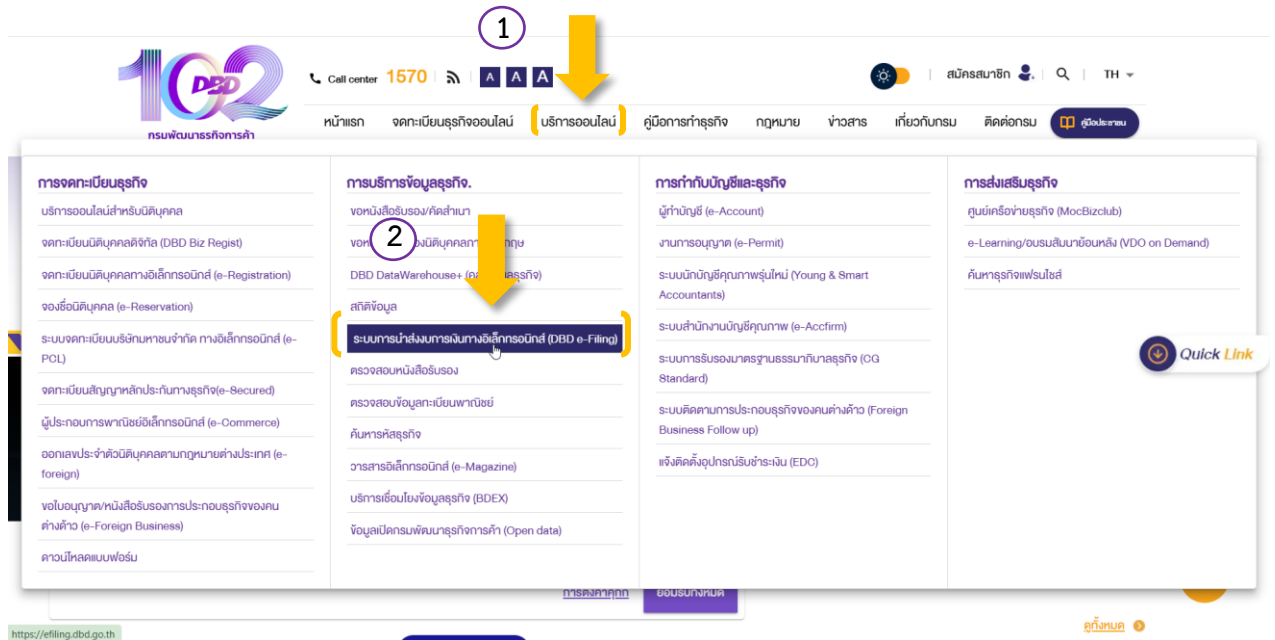 1
102
DBD
กรมพัฒนาธุรกิจการค้า
Call center 1570
A A A
สมัครสมาชิก
TH
หน้าแรก จดทะเบียนธุรกิจออนไลน์ บริการออนไลน์ คู่มือการทำธุรกิจ กฎหมาย ข่าวสาร เกี่ยวกับกรม ติดต่อกรม คู่มือประชาชน
การจดทะเบียนธุรกิจ
บริการออนไลน์สำหรับนิติบุคคล
จดทะเบียนนิติบุคคลดิจิทัล (DBD Biz Regist)
จดทะเบียนนิติบุคคลทางอิเล็กทรอนิกส์ (e-Registration)
จองชื่อนิติบุคคล (e-Reservation)
ระบบจดทะเบียนบริษัทมหาชนจำกัด ทางอิเล็กทรอนิกส์ (e-
PCL)
จดทะเบียนสัญญาหลักประกันทางธุรกิจ(e-Secured)
ผู้ประกอบการพาณิชย์อิเล็กทรอนิกส์ (e-Commerce)
ออกเลขประจำตัวนิติบุคคลตามกฎหมายต่างประเทศ (e-
foreign)
ขอใบอนุญาต/หนังสือรับรองการประกอบธุรกิจของคน
ต่างด้าว (e-Foreign Business)
ดาวน์โหลดแบบฟอร์ม
การบริการข้อมูลธุรกิจ.
ขอหนังสือรับรอง/คัดสำเนา
2
DBD DataWarehouse+
สถิติข้อมูล
ระบบการนำส่งงบการเงินทางอิเล็กทรอนิกส์ (DBD e-Filing)
ตรวจสอบหนังสือรับรอง
ตรวจสอบข้อมูลทะเบียนพาณิชย์
ค้นหารหัสธุรกิจ
วารสารอิเล็กทรอนิกส์ (e-Magazine)
บริการเชื่อมโยงข้อมูลธุรกิจ (BDEX)
ข้อมูลเปิดกรมพัฒนาธุรกิจการค้า (Open data)
การกำกับบัญชีและธุรกิจ
ผู้ทำบัญชี (e-Account)
งานการอนุญาต (e-Permit)
ระบบนักบัญชีคุณภาพรุ่นใหม่ (Young & Smart
Accountants)
ระบบสำนักงานบัญชีคุณภาพ (e-Accfirm)
ระบบการรับรองมาตรฐานธรรมาภิบาลธุรกิจ (CG
Standard)
ระบบติดตามการประกอบธุรกิจของคนต่างด้าว (Foreign
Business Follow up)
แจ้งติดตั้งอุปกรณ์รับชำระเงิน (EDC)
การส่งเสริมธุรกิจ
ศูนย์เครือข่ายธุรกิจ (MocBizclub)
e-Learning/อบรมสัมนาย้อนหลัง (VDO on Demand)
ค้นหาธุรกิจแฟรนไชส์
Quick Link
การตั้งค่าคุกกี้
ยอมรับทั้งหมด
ดูทั้งหมด
https://efiling.dbd.go.th